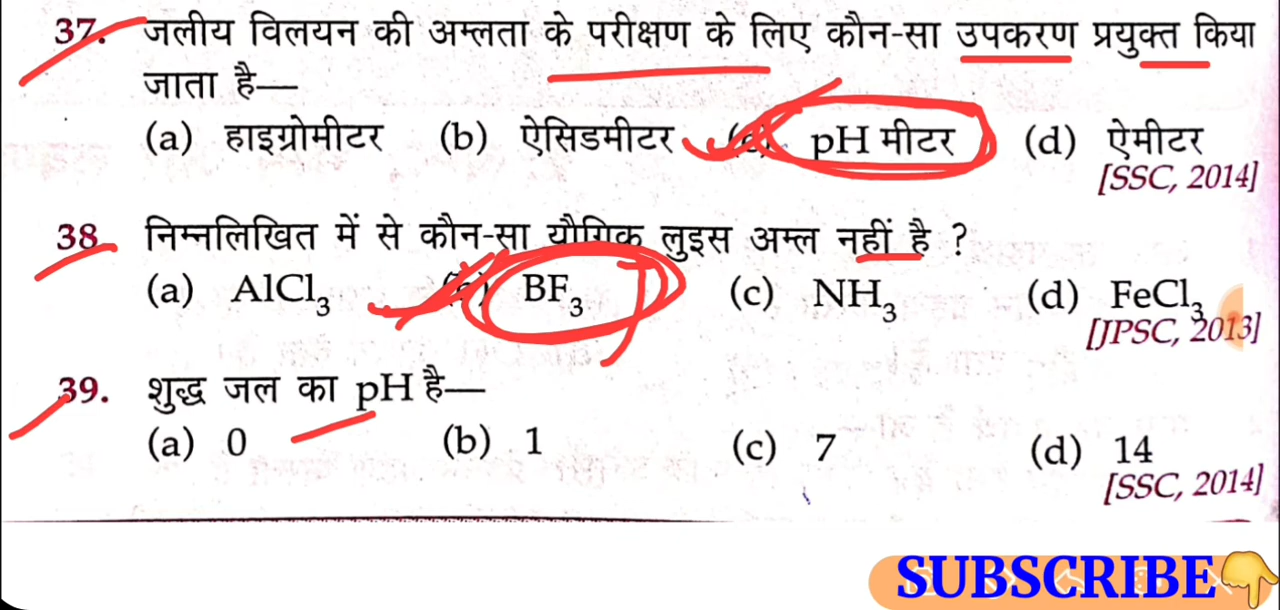 37. जलीय विलयन की अम्लता के परीक्षण के लिए कौन-सा उपकरण प्रयुक्त किया
जाता है—
(a) हाइग्रोमीटर (b) ऐसिडमीटर pH मीटर (d) ऐमीटर
[SSC, 2014]
38. निम्नलिखित में से कौन-सा यौगिक लुइस अम्ल नहीं है ?
(a) AlCl₃ BF₃ (c) NH₃ (d) FeCl₃
[JPSC, 2013]
39. शुद्ध जल का pH है—
(a) 0 (b) 1 (c) 7 (d) 14
[SSC, 2014]
SUBSCRIBE